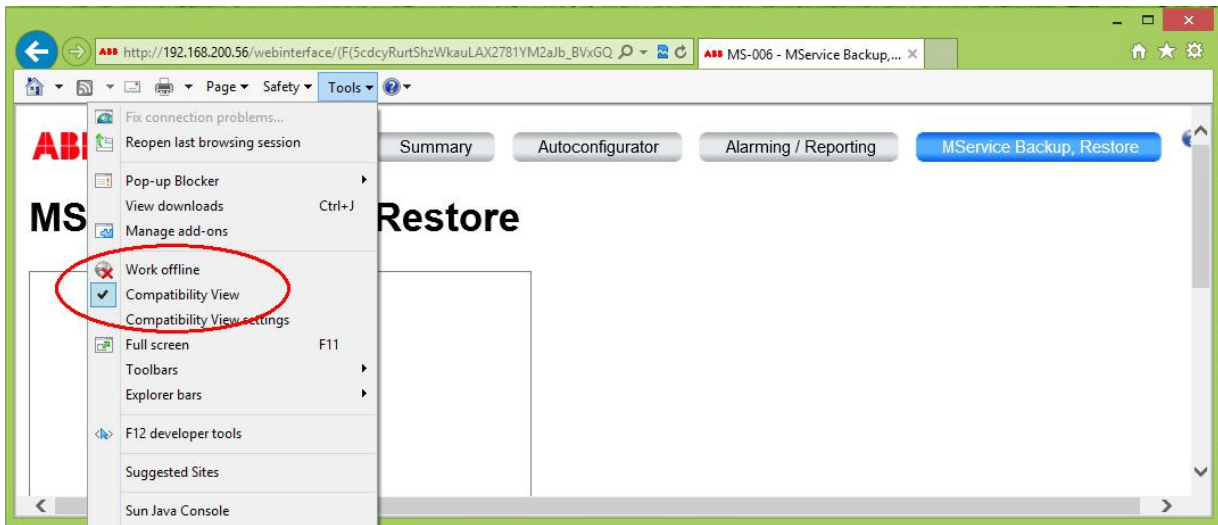 ABB http://192.168.200.56/webinterface/(F(5cdcyRurtShzWkauLAX2781YM2aJb_BVxGQ
ABB MS-006 - MService Backup,...
Page Safety Tools
Fix connection problems...
Reopen last browsing session
Pop-up Blocker
View downloads Ctrl+J
Manage add-ons
Work offline
Compatibility View
Compatibility View settings
Full screen F11
Toolbars
Explorer bars
F12 developer tools
Suggested Sites
Sun Java Console
ABB
Summary
Autoconfigurator
Alarming / Reporting
MService Backup, Restore
MS
Restore